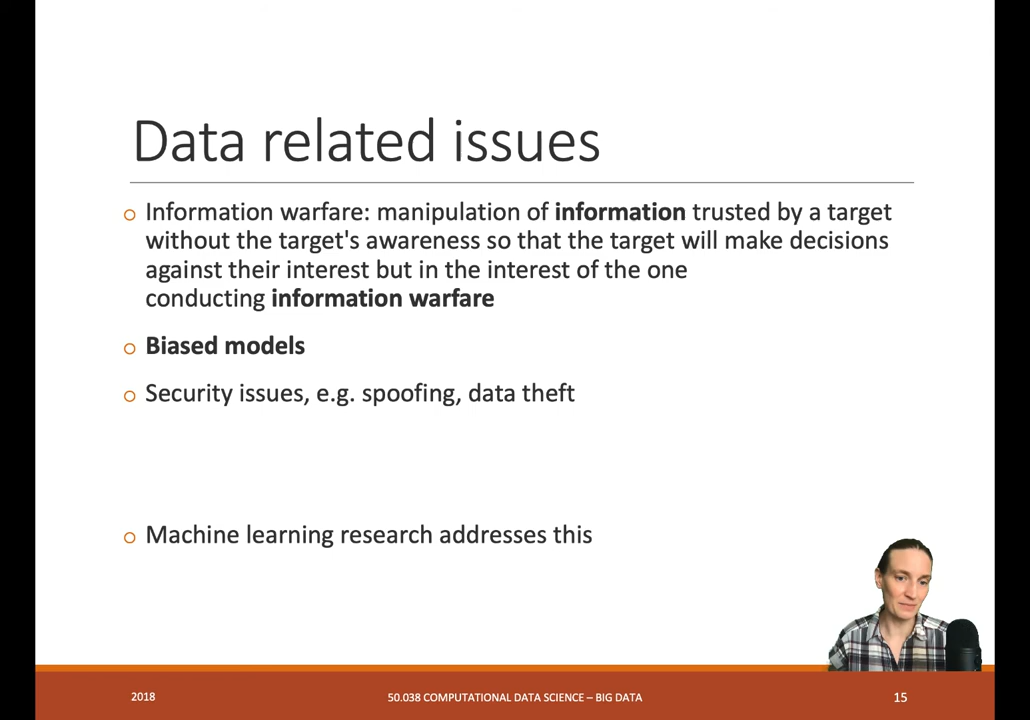 Data related issues
Information warfare: manipulation of information trusted by a target
without the target's awareness so that the target will make decisions
against their interest but in the interest of the one
conducting information warfare
Biased models
Security issues, e.g. spoofing, data theft
Machine learning research addresses this
2018
50.038 COMPUTATIONAL DATA SCIENCE – BIG DATA
15